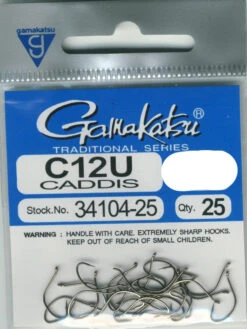 gamakatsu
g
Gamakatsu®
TRADITIONAL SERIES
C12U
CADDIS
Stock.No. 34104-25 Qty. 25
WARNING : HANDLE WITH CARE. EXTREMELY SHARP HOOKS.
KEEP OUT OF REACH OF SMALL CHILDREN.